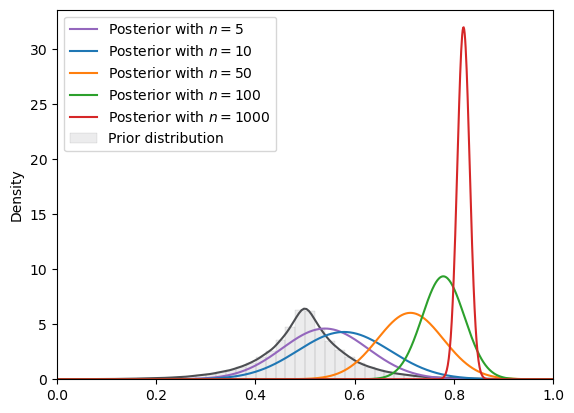 Posterior with n = 5
Posterior with n = 10
Posterior with n = 50
Posterior with n = 100
Posterior with n = 1000
Prior distribution
Density
30
25
20
15
10
5
0
0.0 0.2 0.4 0.6 0.8 1.0